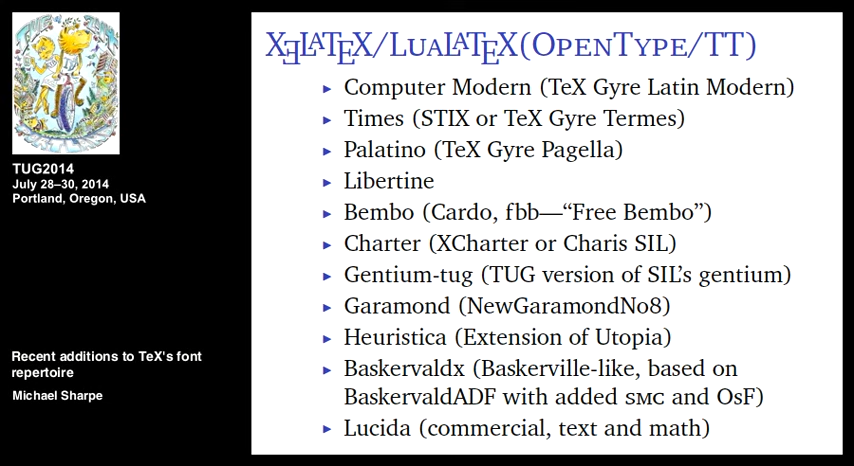 TUG2014
July 28–30, 2014
Portland, Oregon, USA
Recent additions to TeX's font
repertoire
Michael Sharpe
XƎLATEX/LUALATEX(OPENTYPE/TT)
▸ Computer Modern (TeX Gyre Latin Modern)
▸ Times (STIX or TeX Gyre Termes)
▸ Palatino (TeX Gyre Pagella)
▸ Libertine
▸ Bembo (Cardo, fbb—“Free Bembo”)
▸ Charter (XCharter or Charis SIL)
▸ Gentium-tug (TUG version of SIL’s gentium)
▸ Garamond (NewGaramondNo8)
▸ Heuristica (Extension of Utopia)
▸ Baskervaldx (Baskerville-like, based on
BaskervaldADF with added SMC and OsF)
▸ Lucida (commercial, text and math)